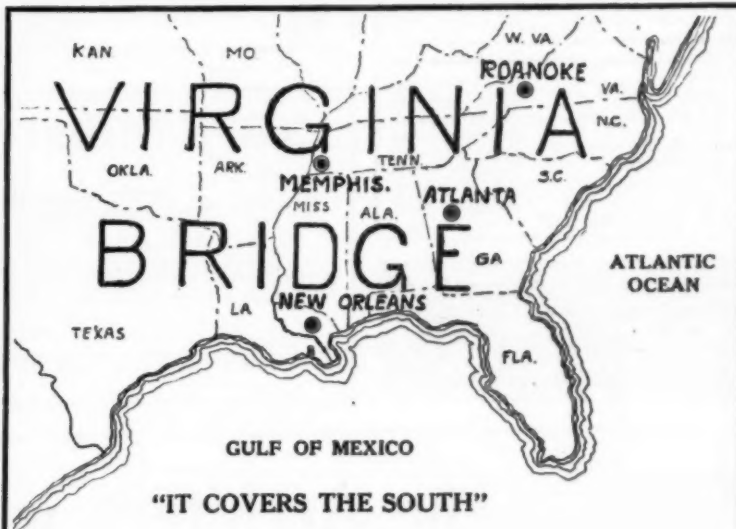 KAN.
MO.
W. VA.
ROANOKE
VIRGINIA
VA.
N.C.
OKLA.
ARK.
TENN.
MEMPHIS.
S.C.
MISS
ALA.
ATLANTA
BRIDGE
GA
ATLANTIC
OCEAN
LA
NEW ORLEANS
TEXAS
FLA.
GULF OF MEXICO
"IT COVERS THE SOUTH"